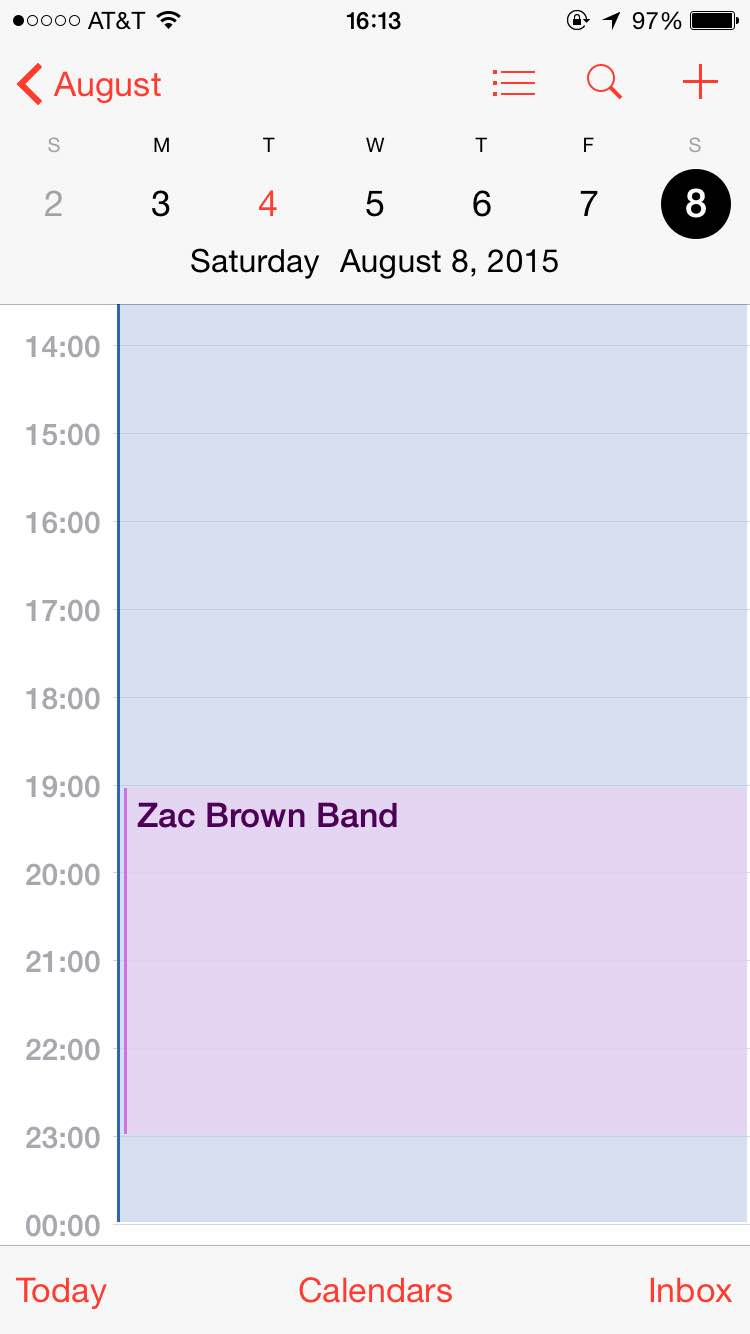 AT&T 16:13 97%
August
S M T W T F S
2 3 4 5 6 7 8
Saturday August 8, 2015
14:00
15:00
16:00
17:00
18:00
19:00
Zac Brown Band
20:00
21:00
22:00
23:00
00:00
Today Calendars Inbox